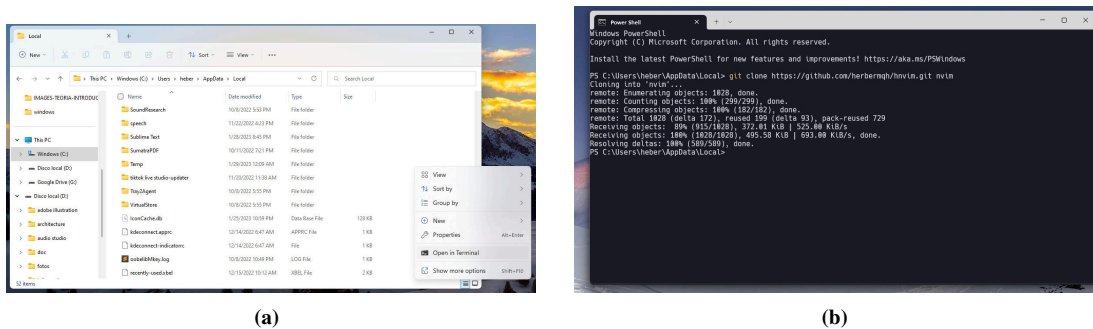 Local
New
Sort
View
This PC > Windows (C:) > Users > heber > AppData > Local
Search Local
IMAGES-TEORIA-INTRODUC
windows
This PC
Windows (C:)
Disco local (D:)
Google Drive (G:)
Disco local (D:)
adobe illustration
architecture
audio studio
doc
fotos
52 items
Name Date modified Type Size
SoundResearch 10/8/2022 5:53 PM File folder
speech 11/22/2022 4:23 PM File folder
Sublime Text 1/28/2023 8:45 PM File folder
SumatraPDF 10/11/2022 7:21 PM File folder
Temp 1/29/2023 12:09 AM File folder
tiktok live studio-updater 11/20/2022 11:38 AM File folder
Tray2Agent 10/8/2022 5:55 PM File folder
VirtualStore 10/8/2022 5:55 PM File folder
IconCache.db 1/25/2023 10:59 PM Data Base File 128 KB
kdeconnect.apprc 12/14/2022 6:47 AM APPRC File 1 KB
kdeconnect-indicatorrc 12/14/2022 6:47 AM File 1 KB
oobelibMkey.log 10/8/2022 10:49 PM LOG File 1 KB
recently-used.xbel 12/15/2022 10:12 AM XBEL File 2 KB
View
Sort by
Group by
New
Properties Alt+Enter
Open in Terminal
Show more options Shift+F10
(a)
Power Shell
Windows PowerShell
Copyright (C) Microsoft Corporation. All rights reserved.
Install the latest PowerShell for new features and improvements! https://aka.ms/PSWindows
PS C:\Users\heber\AppData\Local> git clone https://github.com/herbermqh/hnvim.git nvim
Cloning into 'nvim'...
remote: Enumerating objects: 1028, done.
remote: Counting objects: 100% (299/299), done.
remote: Compressing objects: 100% (182/182), done.
remote: Total 1028 (delta 172), reused 199 (delta 93), pack-reused 729
Receiving objects: 89% (915/1028), 372.01 KiB | 525.00 KiB/s
Receiving objects: 100% (1028/1028), 495.58 KiB | 693.00 KiB/s, done.
Resolving deltas: 100% (589/589), done.
PS C:\Users\heber\AppData\Local>
(b)